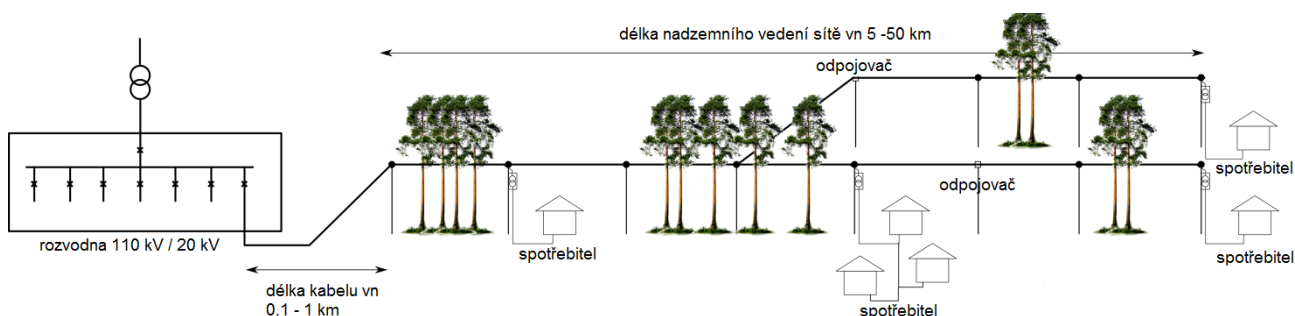 délka nadzemního vedení sítě vn 5 -50 km
odpojovač
spotřebitel
odpojovač
rozvodna 110 kV / 20 kV
spotřebitel
spotřebitel
délka kabelu vn
0.1 - 1 km
spotřebitel